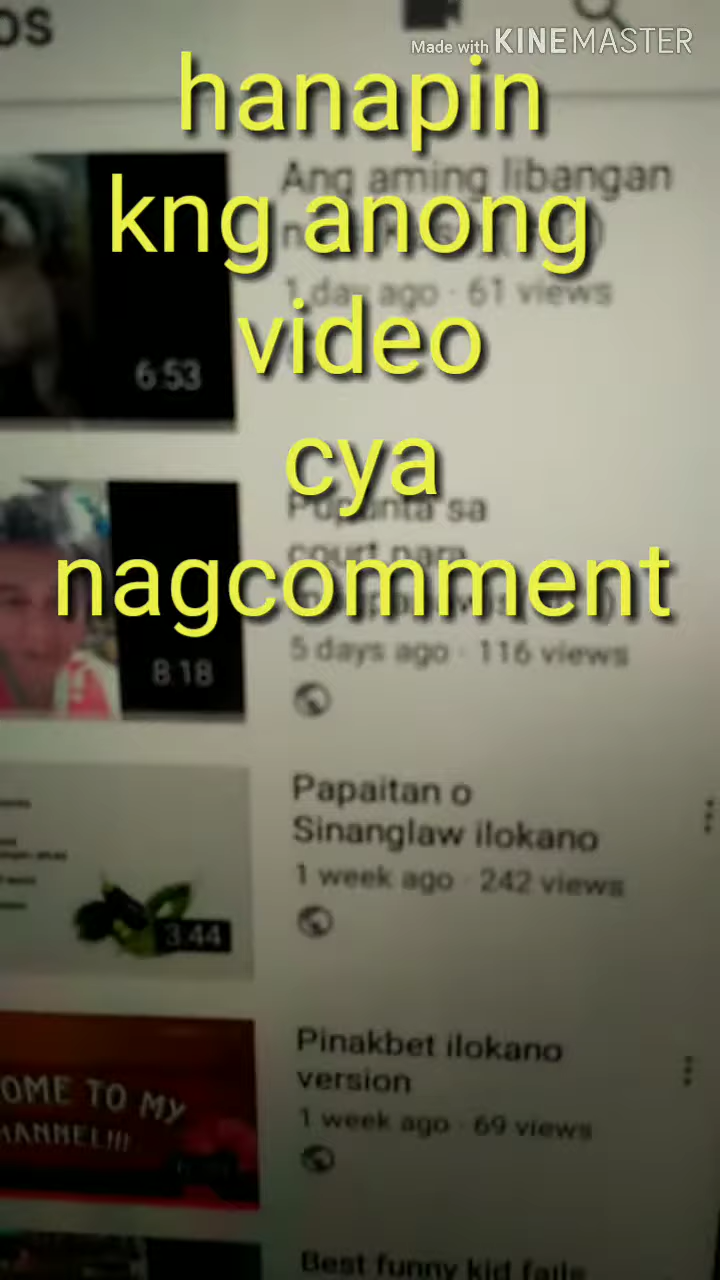 os
Made with KINEMASTER
hanapin
kng anong
video
cya
nagcomment
Ang aming libangan
1 day ago · 61 views
6:53
Pupunta sa
court para
5 days ago · 116 views
8:18
Papaitan o
Sinanglaw ilokano
1 week ago · 242 views
3:44
Pinakbet ilokano
version
1 week ago · 69 views
OME TO MY
HANNEL!!!
Best funny kid fails